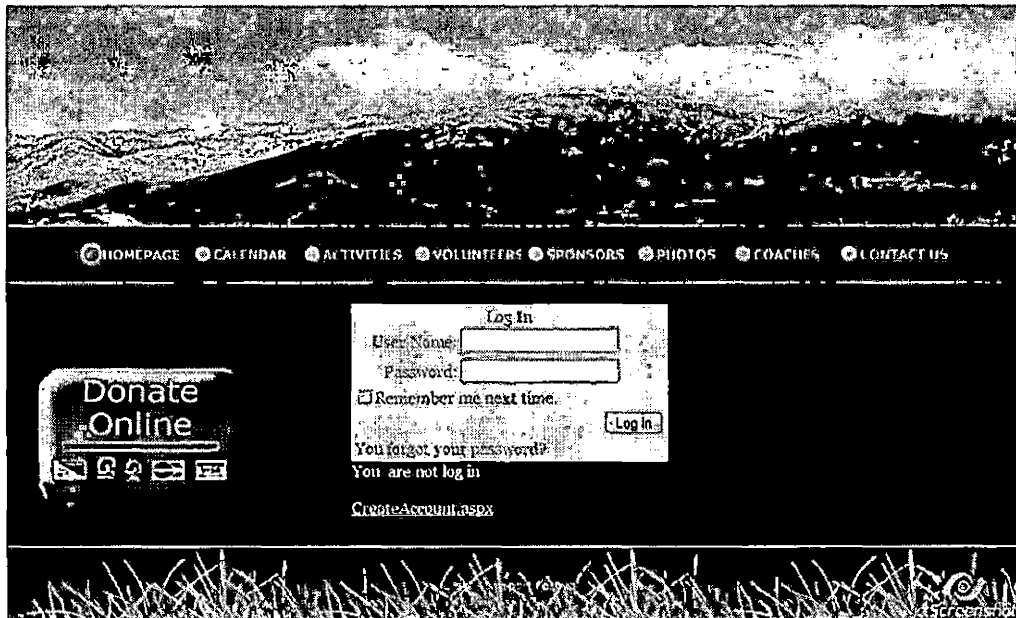 HOMEPAGE CALENDAR ACTIVITIES VOLUNTEERS SPONSORS PHOTOS COACHES CONTACT US
Log In
User Name:
Password:
Remember me next time.
Log In
You forgot your password?
You are not log in
CreateAccount.aspx
Donate
Online
Screenshot